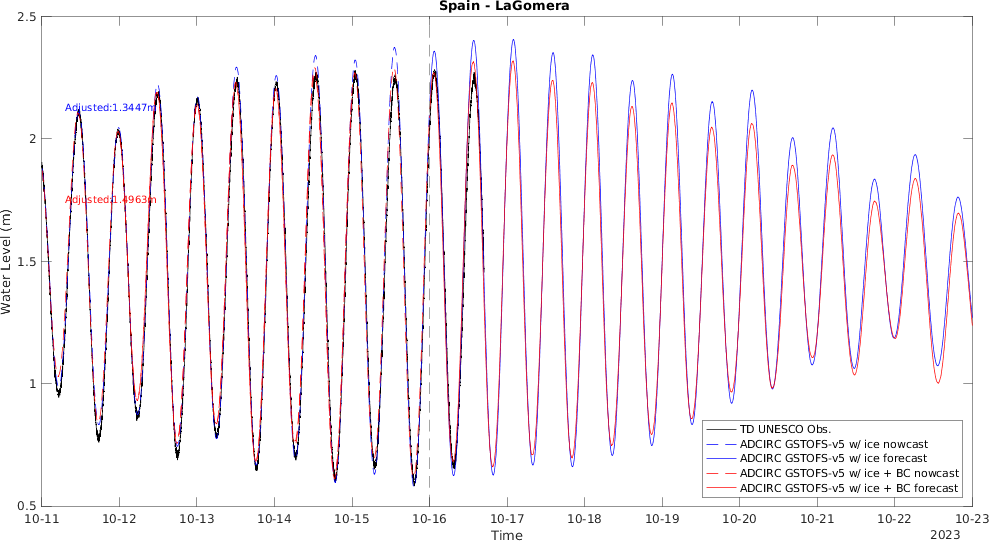 Spain - LaGomera
2.5
2
1.5
1
0.5
Water Level (m)
Adjusted:1.3447m
Adjusted:1.4963m
TD UNESCO Obs.
ADCIRC GSTOFS-v5 w/ ice nowcast
ADCIRC GSTOFS-v5 w/ ice forecast
ADCIRC GSTOFS-v5 w/ ice + BC nowcast
ADCIRC GSTOFS-v5 w/ ice + BC forecast
10-11 10-12 10-13 10-14 10-15 10-16 10-17 10-18 10-19 10-20 10-21 10-22 10-23
Time
2023